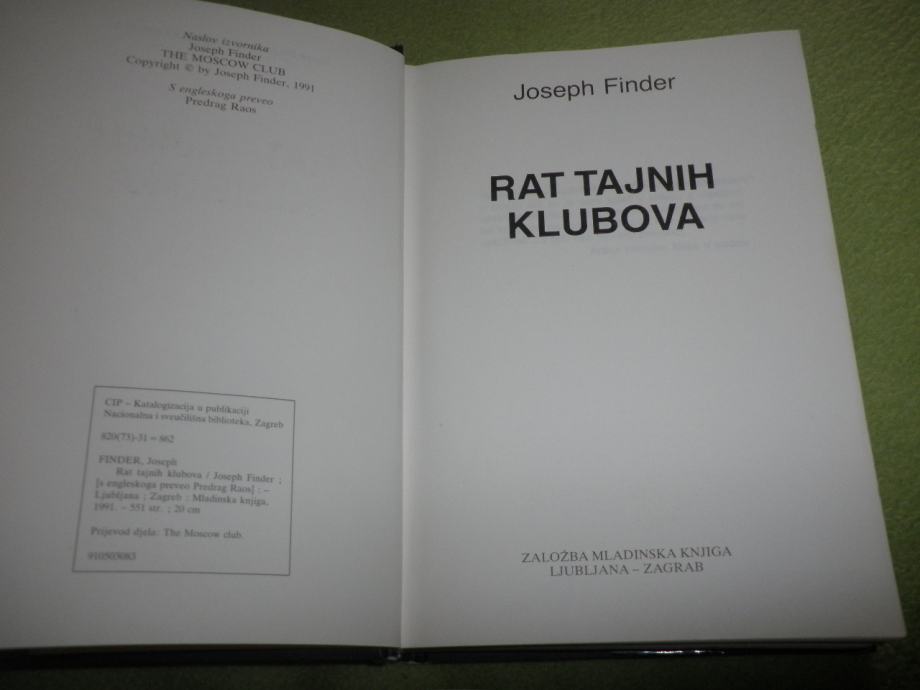 Naslov izvornika
Joseph Finder
THE MOSCOW CLUB
Copyright © by Joseph Finder, 1991
S engleskoga preveo
Predrag Raos
CIP – Katalogizacija u publikaciji
Nacionalna i sveučilišna biblioteka, Zagreb
820(73)-31 = 862
FINDER, Joseph
Rat tajnih klubova / Joseph Finder ;
[s engleskoga preveo Predrag Raos] : –
Ljubljana ; Zagreb : Mladinska knjiga,
1991. – 551 str. ; 20 cm
Prijevod djela: The Moscow club.
910503083
Joseph Finder
RAT TAJNIH
KLUBOVA
ZALOŽBA MLADINSKA KNJIGA
LJUBLJANA – ZAGRAB